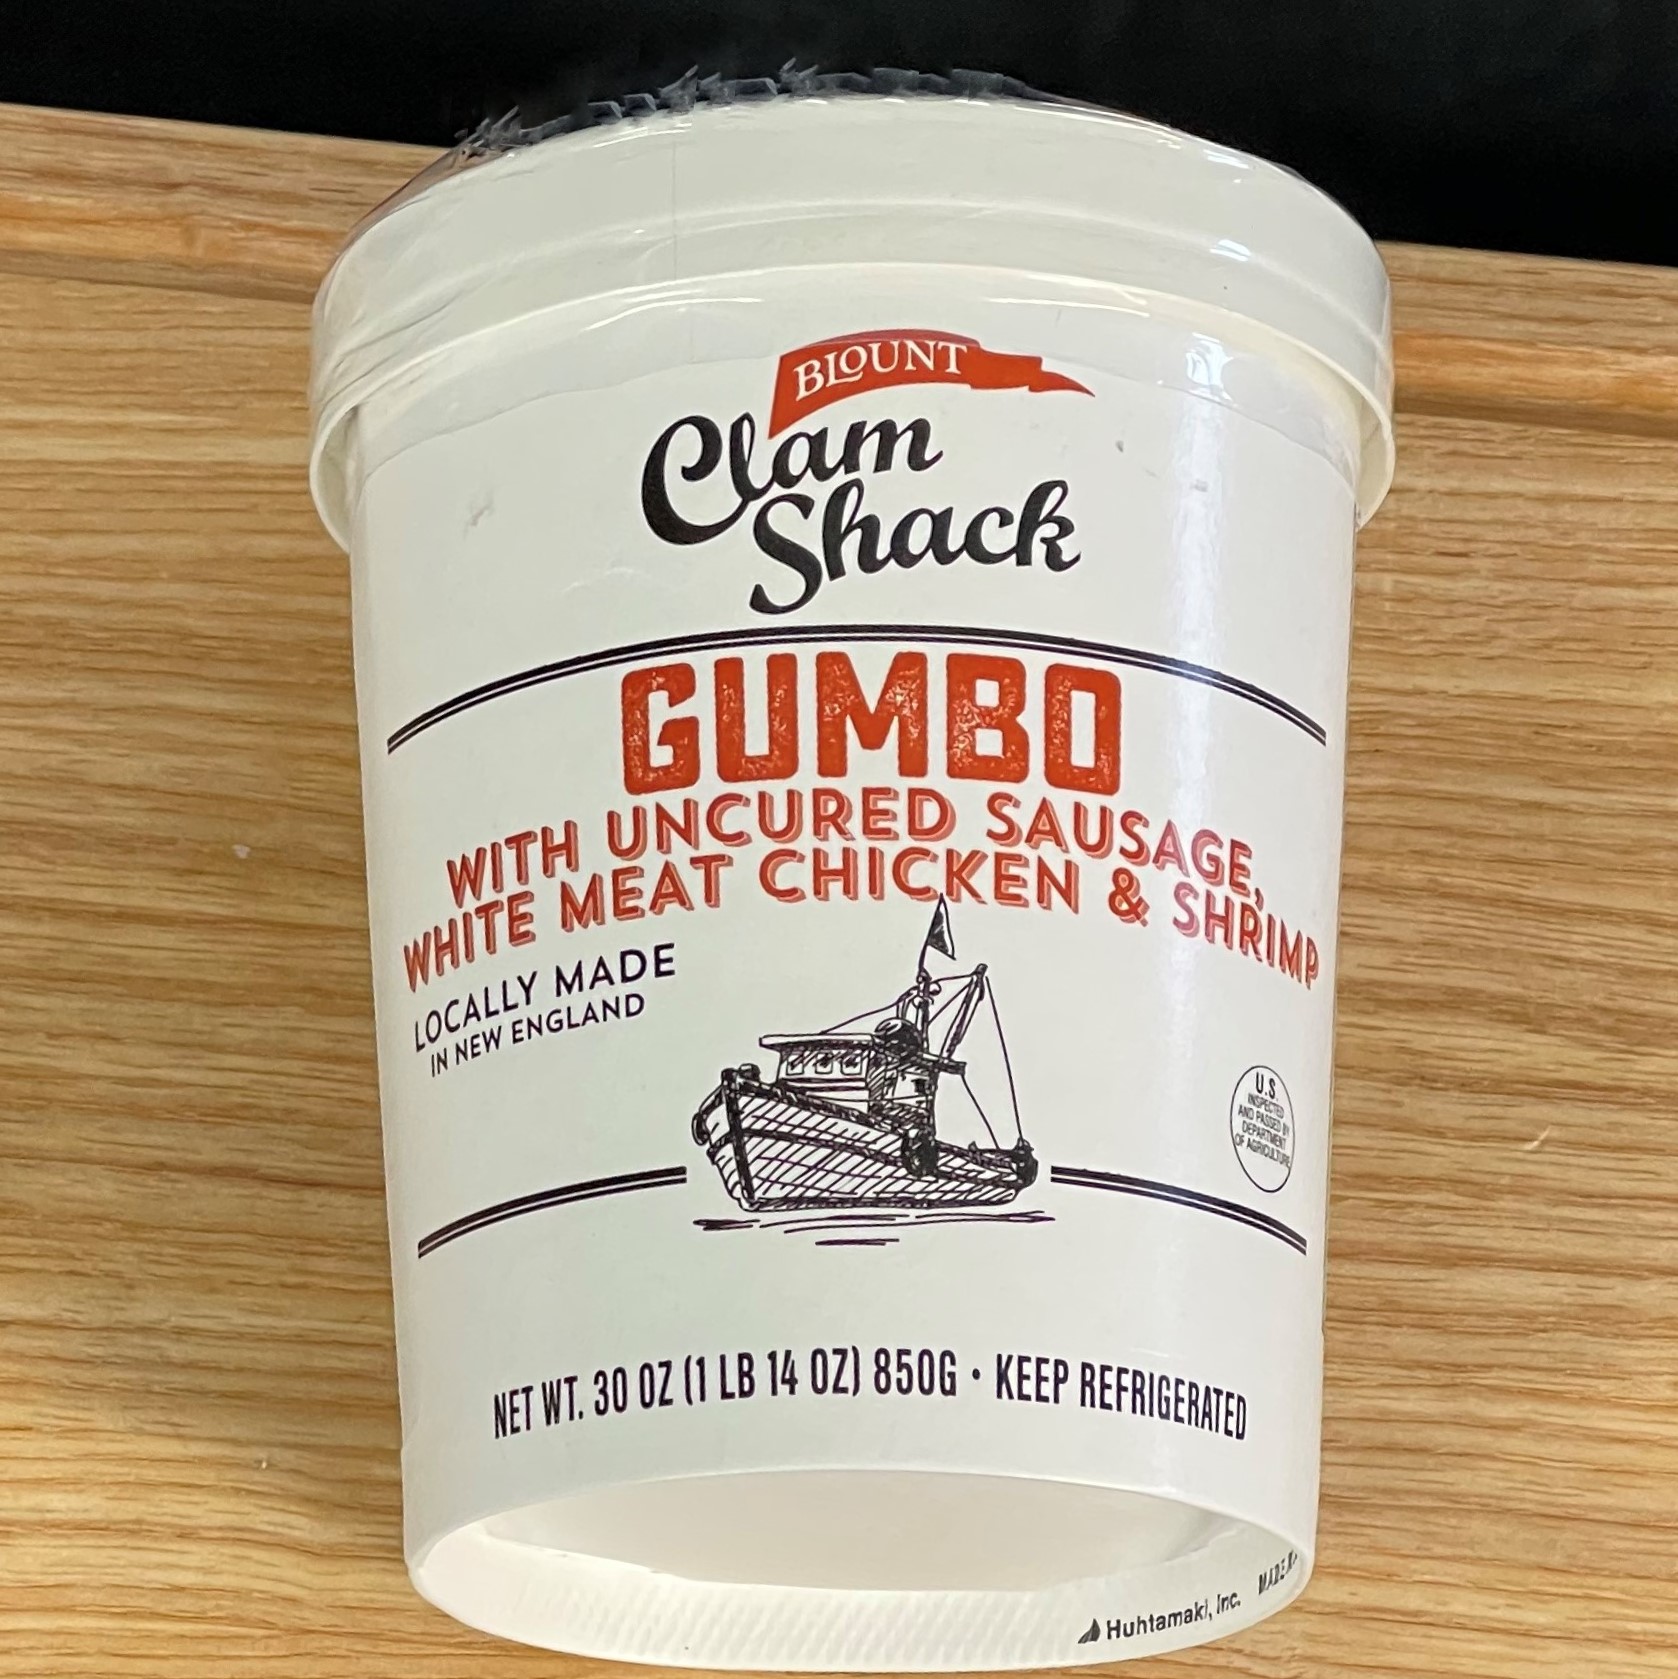 BLOUNT
Clam
Shack
GUMBO
WITH UNCURED SAUSAGE,
WHITE MEAT CHICKEN & SHRIMP
LOCALLY MADE
IN NEW ENGLAND
U.S.
INSPECTED
AND PASSED BY
DEPARTMENT
OF AGRICULTURE
NET WT. 30 OZ (1 LB 14 OZ) 850G • KEEP REFRIGERATED
Huhtamaki, Inc.